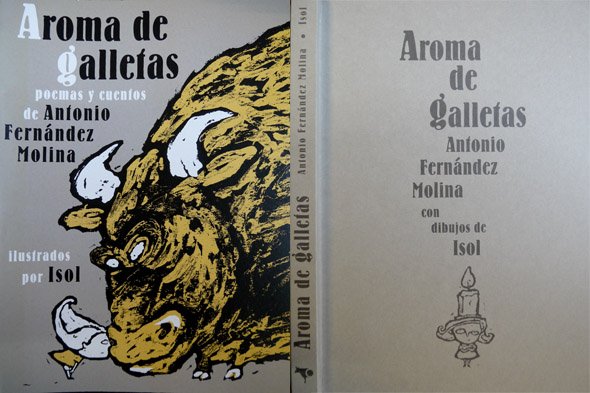 Aroma de
galletas
poemas y cuentos
de Antonio
Fernández
Molina
ilustrados
por Isol
Aroma de galletas Antonio Fernández Molina • Isol
Aroma
de
galletas
Antonio
Fernández
Molina
con
dibujos de
Isol